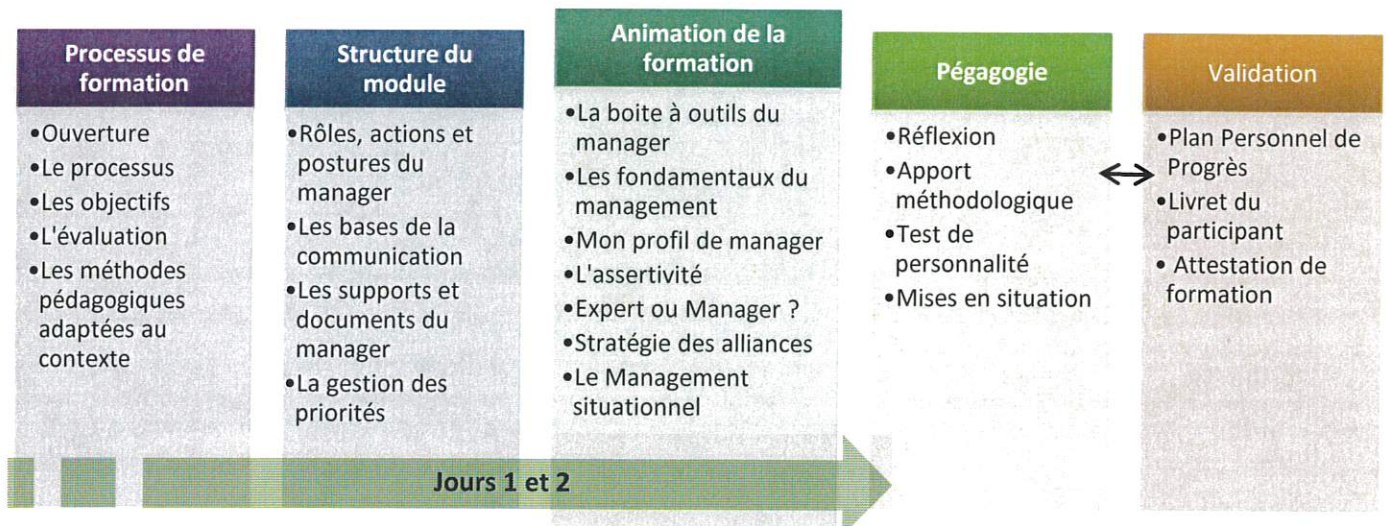 Processus de
formation
•Ouverture
•Le processus
•Les objectifs
•L'évaluation
•Les méthodes
pédagogiques
adaptées au
contexte
Structure du
module
•Rôles, actions et
postures du
manager
•Les bases de la
communication
•Les supports et
documents du
manager
•La gestion des
priorités
Animation de la
formation
•La boite à outils du
manager
•Les fondamentaux du
management
•Mon profil de manager
•L'assertivité
•Expert ou Manager ?
•Stratégie des alliances
•Le Management
situationnel
Pégagogie
•Réflexion
•Apport
méthodologique
•Test de
personnalité
•Mises en situation
Validation
•Plan Personnel de
Progrès
•Livret du
participant
• Attestation de
formation
Jours 1 et 2